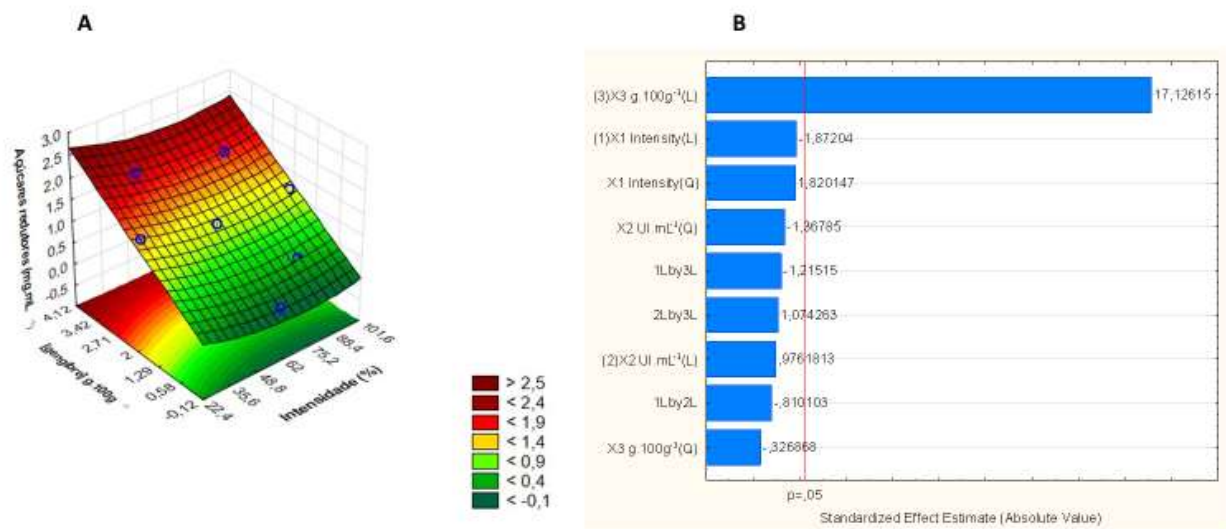 A
Açúcares redutores (mg.mL
3,0
2,5
2,0
1,5
1,0
0,5
0,0
-0,5
4,12
3,42
2,71
2
1,29
0,58
-0,12
[gengibre] g.100g
22,4
35,6
48,8
62
75,2
88,4
101,6
Intensidade (%)
> 2,5
< 2,4
< 1,9
< 1,4
< 0,9
< 0,4
< -0,1
B
(3)X3 g.100g⁻¹(L)
17,12615
(1)X1 Intensity(L)
-1,87204
X1 Intensity(Q)
1,820147
X2 UI mL⁻¹(Q)
-1,36785
1Lby3L
-1,21515
2Lby3L
1,074263
(2)X2 UI mL⁻¹(L)
,9761813
1Lby2L
-,810103
X3 g.100g⁻¹(Q)
-,326868
p=,05
Standardized Effect Estimate (Absolute Value)